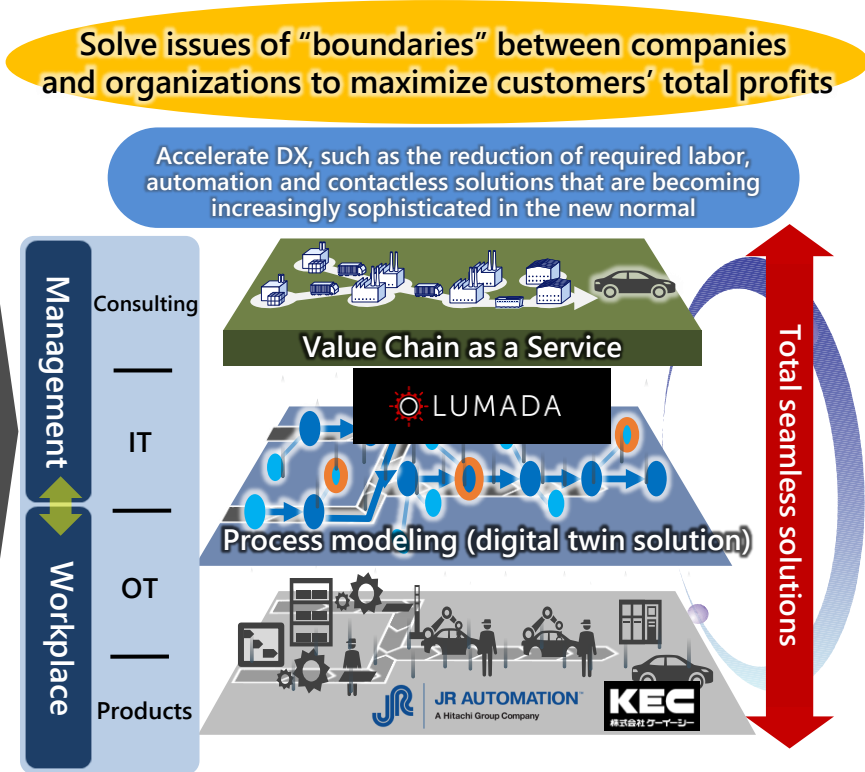 Solve issues of “boundaries” between companies
and organizations to maximize customers’ total profits
Accelerate DX, such as the reduction of required labor,
automation and contactless solutions that are becoming
increasingly sophisticated in the new normal
Management
Workplace
Consulting
IT
OT
Products
Value Chain as a Service
LUMADA
Process modeling (digital twin solution)
JR AUTOMATION™
A Hitachi Group Company
KEC
株式会社ケーイーシー
Total seamless solutions